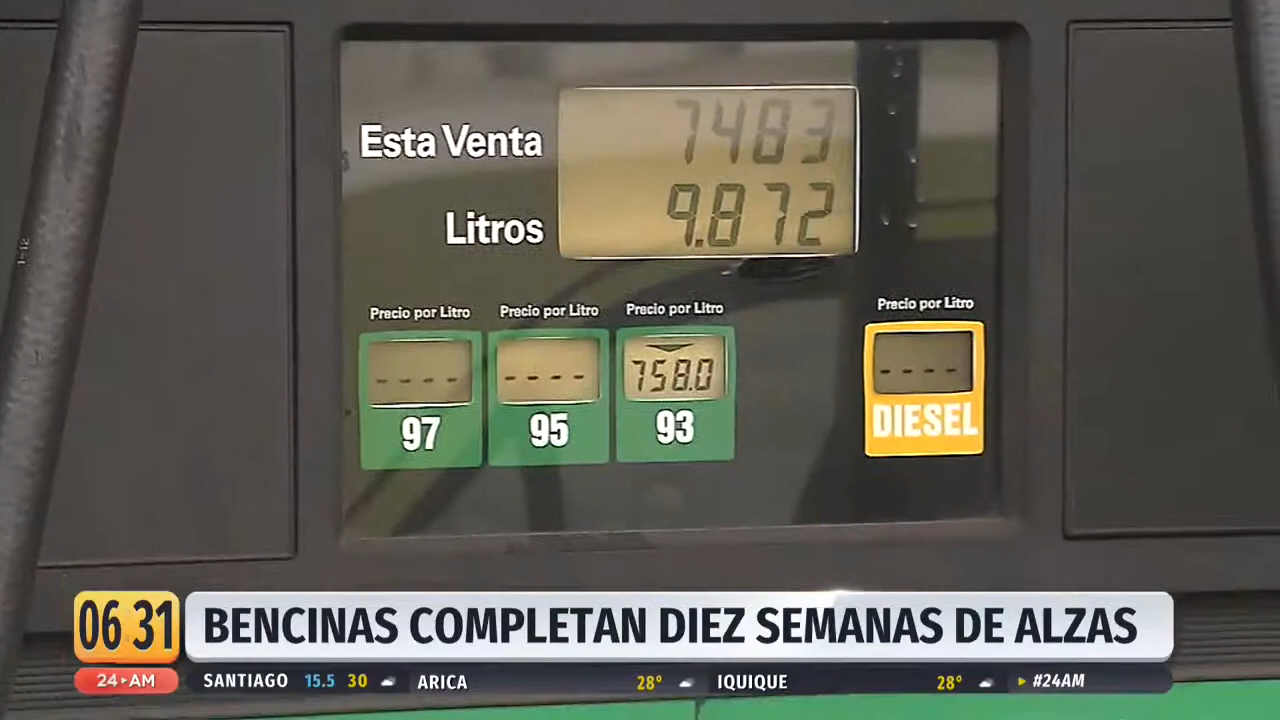 Esta Venta 7483
Litros 9.872
Precio por Litro Precio por Litro Precio por Litro Precio por Litro
---- ---- 758.0 ----
97 95 93 DIESEL
06 31 BENCINAS COMPLETAN DIEZ SEMANAS DE ALZAS
24 AM SANTIAGO 15.5 30 ARICA 28° IQUIQUE 28° #24AM